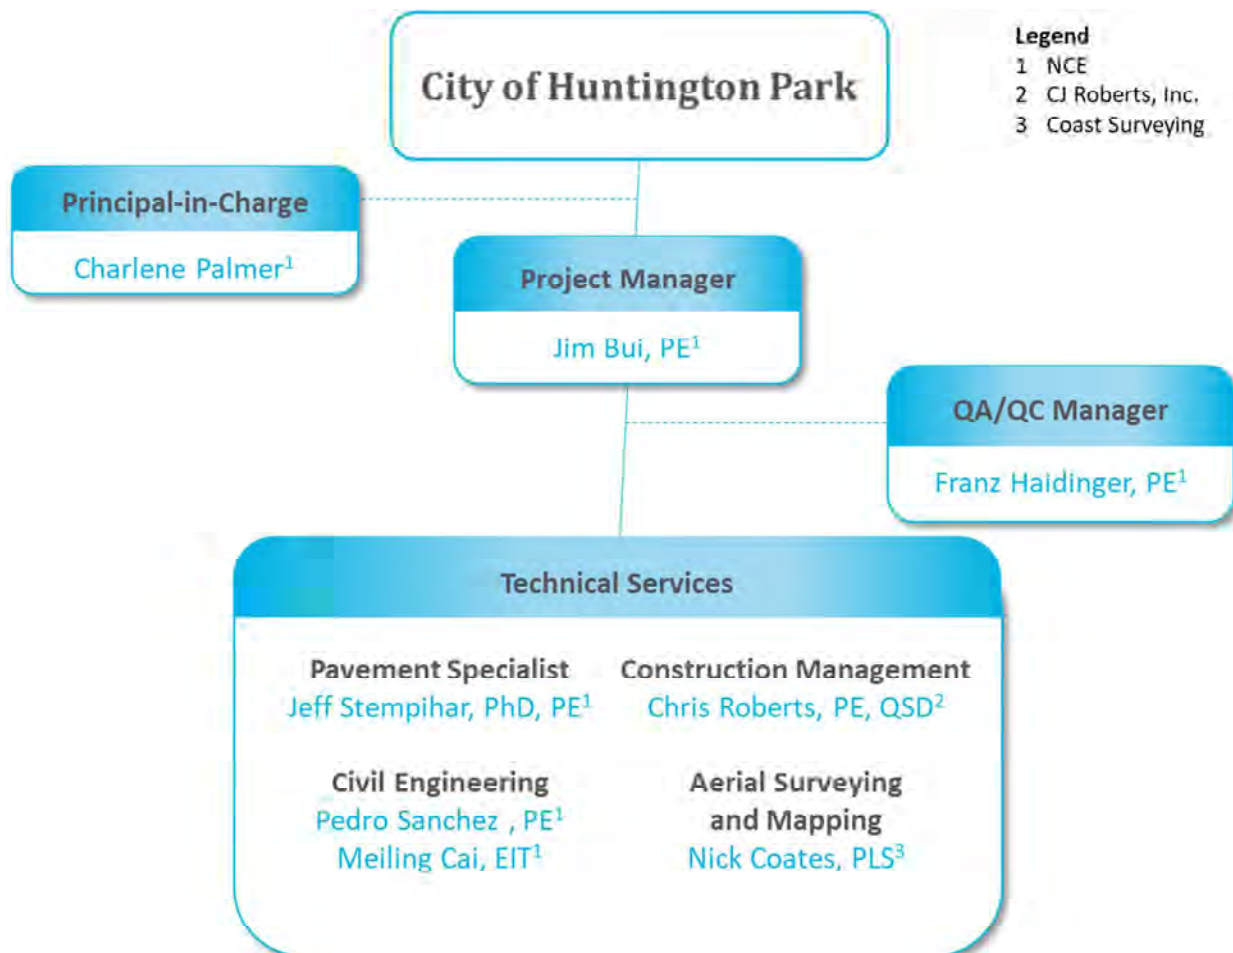 City of Huntington Park
Legend
1 NCE
2 CJ Roberts, Inc.
3 Coast Surveying
Principal-in-Charge
Charlene Palmer¹
Project Manager
Jim Bui, PE¹
QA/QC Manager
Franz Haidinger, PE¹
Technical Services
Pavement Specialist
Jeff Stempihar, PhD, PE¹
Construction Management
Chris Roberts, PE, QSD²
Civil Engineering
Pedro Sanchez , PE¹
Meiling Cai, EIT¹
Aerial Surveying
and Mapping
Nick Coates, PLS³